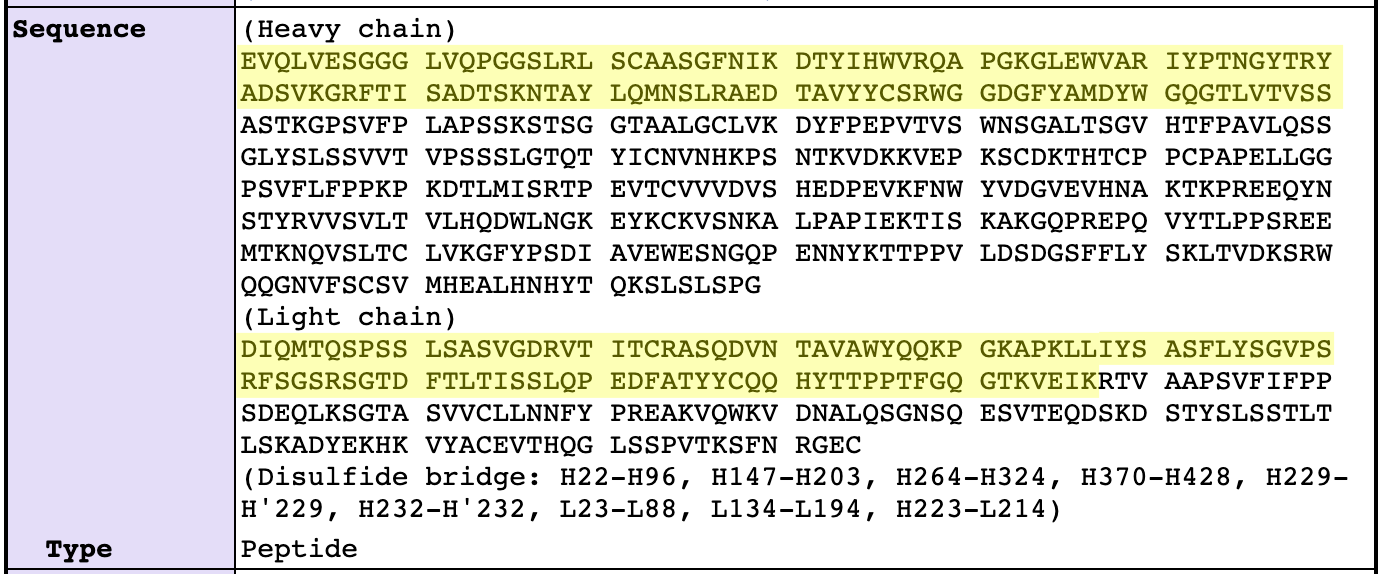 Sequence
(Heavy chain)
EVQLVESGGG LVQPGGSLRL SCAASGFNIK DTYIHWVRQA PGKGLEWVAR IYPTNGYTRY
ADSVKGRFTI SADTSKNTAY LQMNSLRAED TAVYYCSRWG GDGFYAMDYW GQGTLVTVSS
ASTKGPSVFP LAPSSKSTSG GTAALGCLVK DYFPEPVTVS WNSGALTSGV HTFPAVLQSS
GLYSLSSVVT VPSSSLGTQT YICNVNHKPS NTKVDKKVEP KSCDKTHTCP PCPAPELLGG
PSVFLFPPKP KDTLMISRTP EVTCVVVDVS HEDPEVKFNW YVDGVEVHNA KTKPREEQYN
STYRVVSVLT VLHQDWLNGK EYKCKVSNKA LPAPIEKTIS KAKGQPREPQ VYTLPPSREE
MTKNQVSLTC LVKGFYPSDI AVEWESNGQP ENNYKTTPPV LDSDGSFFLY SKLTVDKSRW
QQGNVFSCSV MHEALHNHYT QKSLSLSPG
(Light chain)
DIQMTQSPSS LSASVGDRVT ITCRASQDVN TAVAWYQQKP GKAPKLLIYS ASFLYSGVPS
RFSGSRSGTD FTLTISSLQP EDFATYYCQQ HYTTPPTFGQ GTKVEIKRTV AAPSVFIFPP
SDEQLKSGTA SVVCLLNNFY PREAKVQWKV DNALQSGNSQ ESVTEQDSKD STYSLSSTLT
LSKADYEKHK VYACEVTHQG LSSPVTKSFN RGEC
(Disulfide bridge: H22-H96, H147-H203, H264-H324, H370-H428, H229-
H'229, H232-H'232, L23-L88, L134-L194, H223-L214)
Type
Peptide